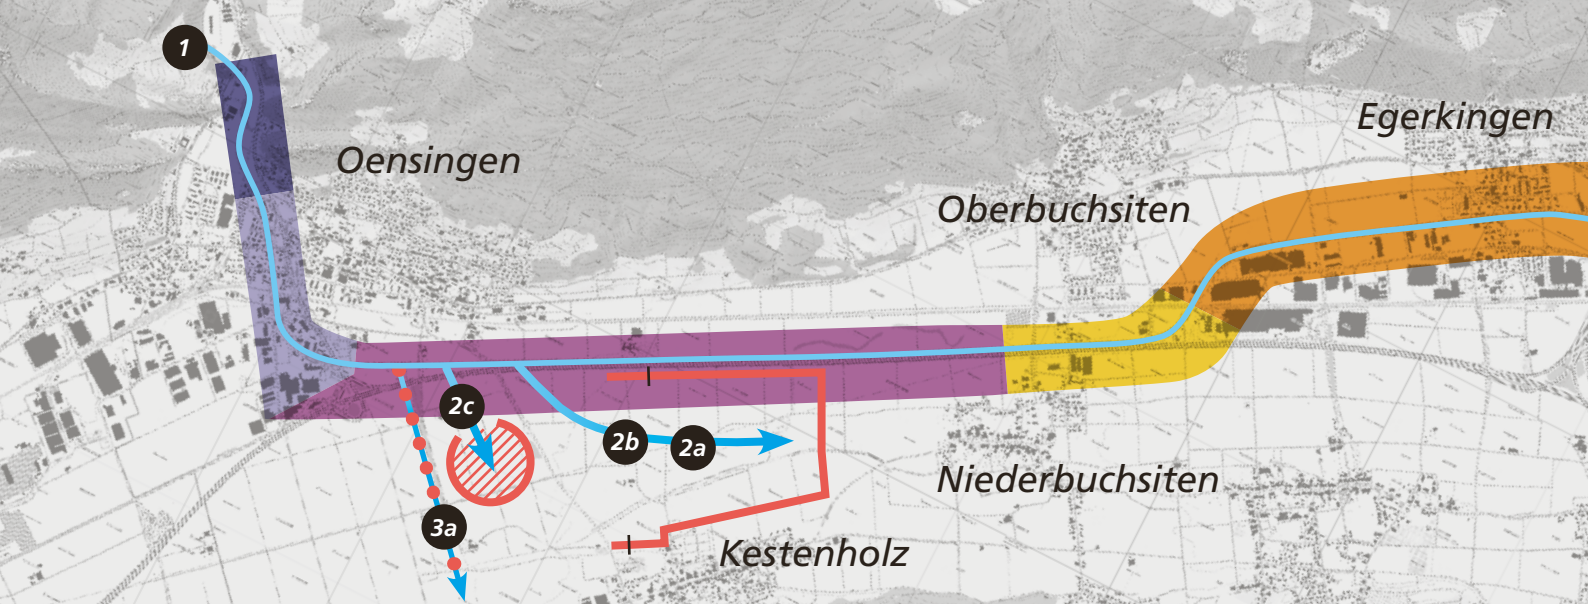 1
Egerkingen
Oensingen
Oberbuchsiten
2c
2b
2a
Niederbuchsiten
3a
Kestenholz